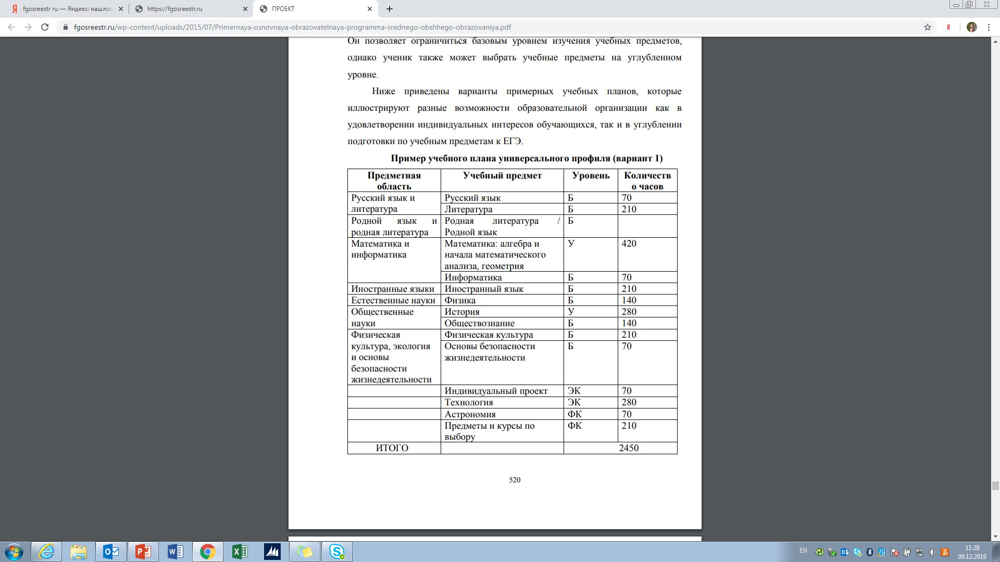 fgosreestr ru — Яндекс: нашлось
https://fgosreestr.ru
ПРОЕКТ
fgosreestr.ru/wp-content/uploads/2015/07/Primernaya-osnovnaya-obrazovatelnaya-programma-srednego-obshhego-obrazovaniya.pdf
Он позволяет ограничиться базовым уровнем изучения учебных предметов,
однако ученик также может выбрать учебные предметы на углубленном
уровне.
Ниже приведены варианты примерных учебных планов, которые
иллюстрируют разные возможности образовательной организации как в
удовлетворении индивидуальных интересов обучающихся, так и в углублении
подготовки по учебным предметам к ЕГЭ.
Пример учебного плана универсального профиля (вариант 1)
Предметная область Учебный предмет Уровень Количеств о часов
Русский язык и литература Русский язык Б 70
Литература Б 210
Родной язык и родная литература Родная литература / Родной язык Б
Математика и информатика Математика: алгебра и начала математического анализа, геометрия У 420
Информатика Б 70
Иностранные языки Иностранный язык Б 210
Естественные науки Физика Б 140
Общественные науки История У 280
Обществознание Б 140
Физическая культура, экология и основы безопасности жизнедеятельности Физическая культура Б 210
Основы безопасности жизнедеятельности Б 70
Индивидуальный проект ЭК 70
Технология ЭК 280
Астрономия ФК 70
Предметы и курсы по выбору ФК 210
ИТОГО 2450
520
EN
11:28
09.12.2019